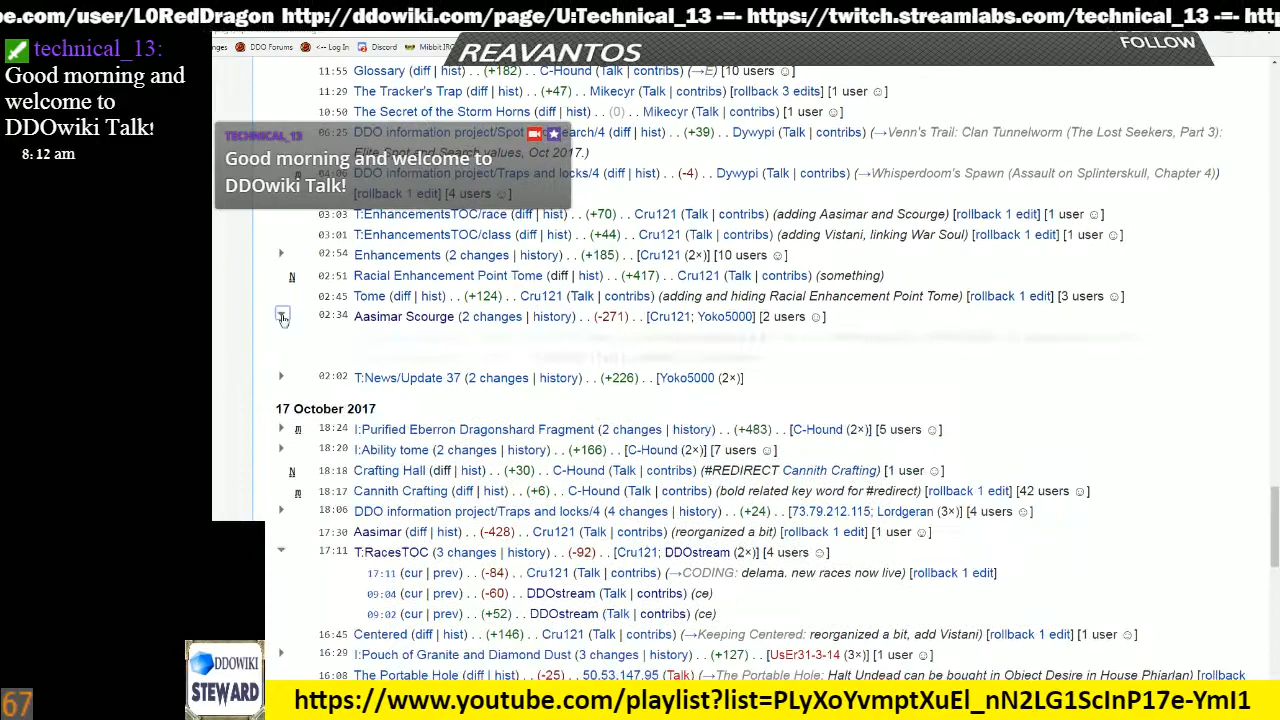 e.com/user/L0RedDragon http://ddowiki.com/page/U:Technical_13 -=- https://twitch.streamlabs.com/technical_13 -=- http
technical_13:
Good morning and
welcome to
DDOwiki Talk!
8:12 am
REAVANTOS
FOLLOW
nges DDO Forums <-- Log In Discord Mibbit IR
11:55 Glossary (diff | hist) . . (+182) . . C-Hound (Talk | contribs) (→E) [10 users ☺]
11:29 The Tracker's Trap (diff | hist) . . (+47) . . Mikecyr (Talk | contribs) [rollback 3 edits] [1 user ☺]
10:50 The Secret of the Storm Horns (diff | hist) . . (0) . . Mikecyr (Talk | contribs) [1 user ☺]
06:25 DDO information project/Spot earch/4 (diff | hist) . . (+39) . . Dywypi (Talk | contribs) (→Venn's Trail: Clan Tunnelworm (The Lost Seekers, Part 3):
Elite Spot and Search values, Oct 2017.)
TECHNICAL_13
Good morning and welcome to
DDOwiki Talk!
04:06 DDO information project/Traps and locks/4 (diff | hist) . . (-4) . . Dywypi (Talk | contribs) (→Whisperdoom's Spawn (Assault on Splinterskull, Chapter 4))
[rollback 1 edit] [4 users ☺]
03:03 T:EnhancementsTOC/race (diff | hist) . . (+70) . . Cru121 (Talk | contribs) (adding Aasimar and Scourge) [rollback 1 edit] [1 user ☺]
03:01 T:EnhancementsTOC/class (diff | hist) . . (+44) . . Cru121 (Talk | contribs) (adding Vistani, linking War Soul) [rollback 1 edit] [1 user ☺]
02:54 Enhancements (2 changes | history) . . (+185) . . [Cru121 (2×)] [10 users ☺]
N 02:51 Racial Enhancement Point Tome (diff | hist) . . (+417) . . Cru121 (Talk | contribs) (something)
02:45 Tome (diff | hist) . . (+124) . . Cru121 (Talk | contribs) (adding and hiding Racial Enhancement Point Tome) [rollback 1 edit] [3 users ☺]
02:34 Aasimar Scourge (2 changes | history) . . (-271) . . [Cru121; Yoko5000] [2 users ☺]
02:02 T:News/Update 37 (2 changes | history) . . (+226) . . [Yoko5000 (2×)]
17 October 2017
m 18:24 I:Purified Eberron Dragonshard Fragment (2 changes | history) . . (+483) . . [C-Hound (2×)] [5 users ☺]
18:20 I:Ability tome (2 changes | history) . . (+166) . . [C-Hound (2×)] [7 users ☺]
N 18:18 Crafting Hall (diff | hist) . . (+30) . . C-Hound (Talk | contribs) (#REDIRECT Cannith Crafting) [1 user ☺]
m 18:17 Cannith Crafting (diff | hist) . . (+6) . . C-Hound (Talk | contribs) (bold related key word for #redirect) [rollback 1 edit] [42 users ☺]
18:06 DDO information project/Traps and locks/4 (4 changes | history) . . (+24) . . [73.79.212.115; Lordgeran (3×)] [4 users ☺]
17:30 Aasimar (diff | hist) . . (-428) . . Cru121 (Talk | contribs) (reorganized a bit) [rollback 1 edit] [1 user ☺]
17:11 T:RacesTOC (3 changes | history) . . (-92) . . [Cru121; DDOstream (2×)] [4 users ☺]
17:11 (cur | prev) . . (-84) . . Cru121 (Talk | contribs) (→CODING: delama. new races now live) [rollback 1 edit]
09:04 (cur | prev) . . (-60) . . DDOstream (Talk | contribs) (ce)
09:02 (cur | prev) . . (+52) . . DDOstream (Talk | contribs) (ce)
16:45 Centered (diff | hist) . . (+146) . . Cru121 (Talk | contribs) (→Keeping Centered: reorganized a bit, add Vistani) [rollback 1 edit] [1 user ☺]
16:29 I:Pouch of Granite and Diamond Dust (3 changes | history) . . (+127) . . [UsEr31-3-14 (3×)] [1 user ☺]
16:08 The Portable Hole (diff | hist) . . (-25) . . 50.53.147.95 (Talk) (→The Portable Hole: Halt Undead can be bought in Object Desire in House Phiarlan) [rollback
DDOWIKI
STEWARD
67
https://www.youtube.com/playlist?list=PLyXoYvmptXuEl_nN2LG1ScInP17e-YmI1